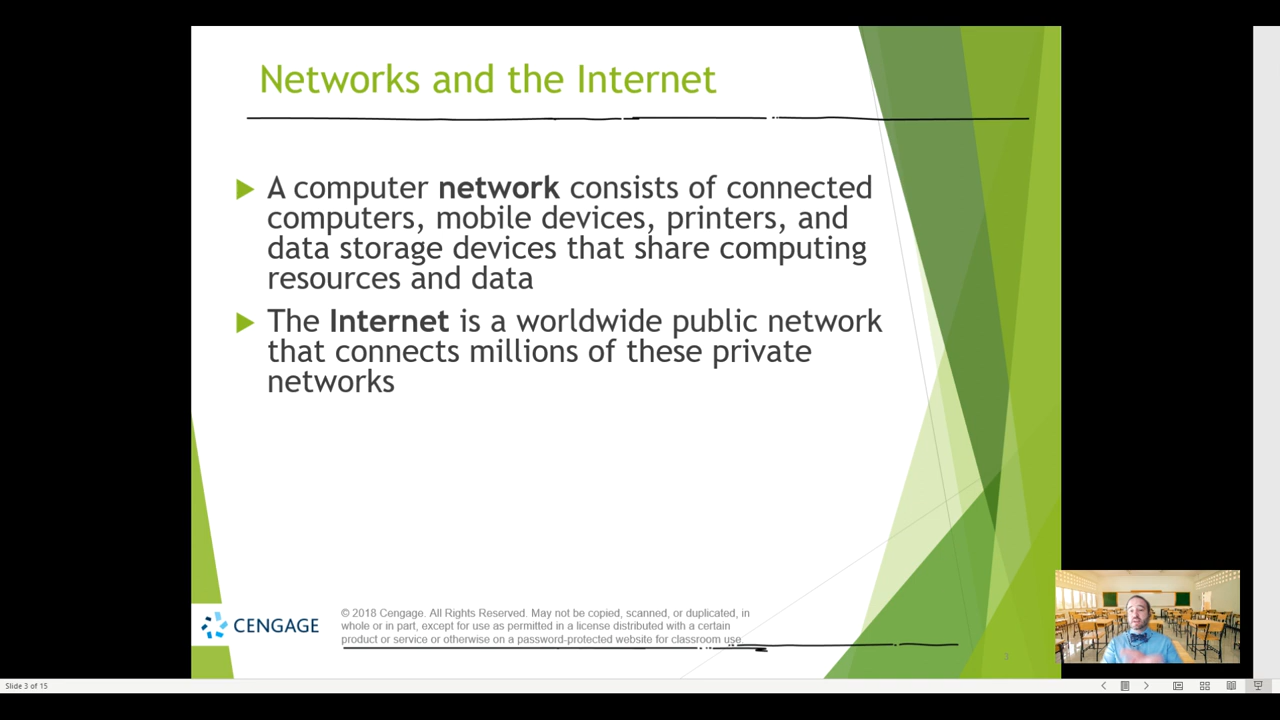 Networks and the Internet
A computer network consists of connected
computers, mobile devices, printers, and
data storage devices that share computing
resources and data
The Internet is a worldwide public network
that connects millions of these private
networks
CENGAGE
© 2018 Cengage. All Rights Reserved. May not be copied, scanned, or duplicated, in
whole or in part, except for use as permitted in a license distributed with a certain
product or service or otherwise on a password-protected website for classroom use.
3
Slide 3 of 15